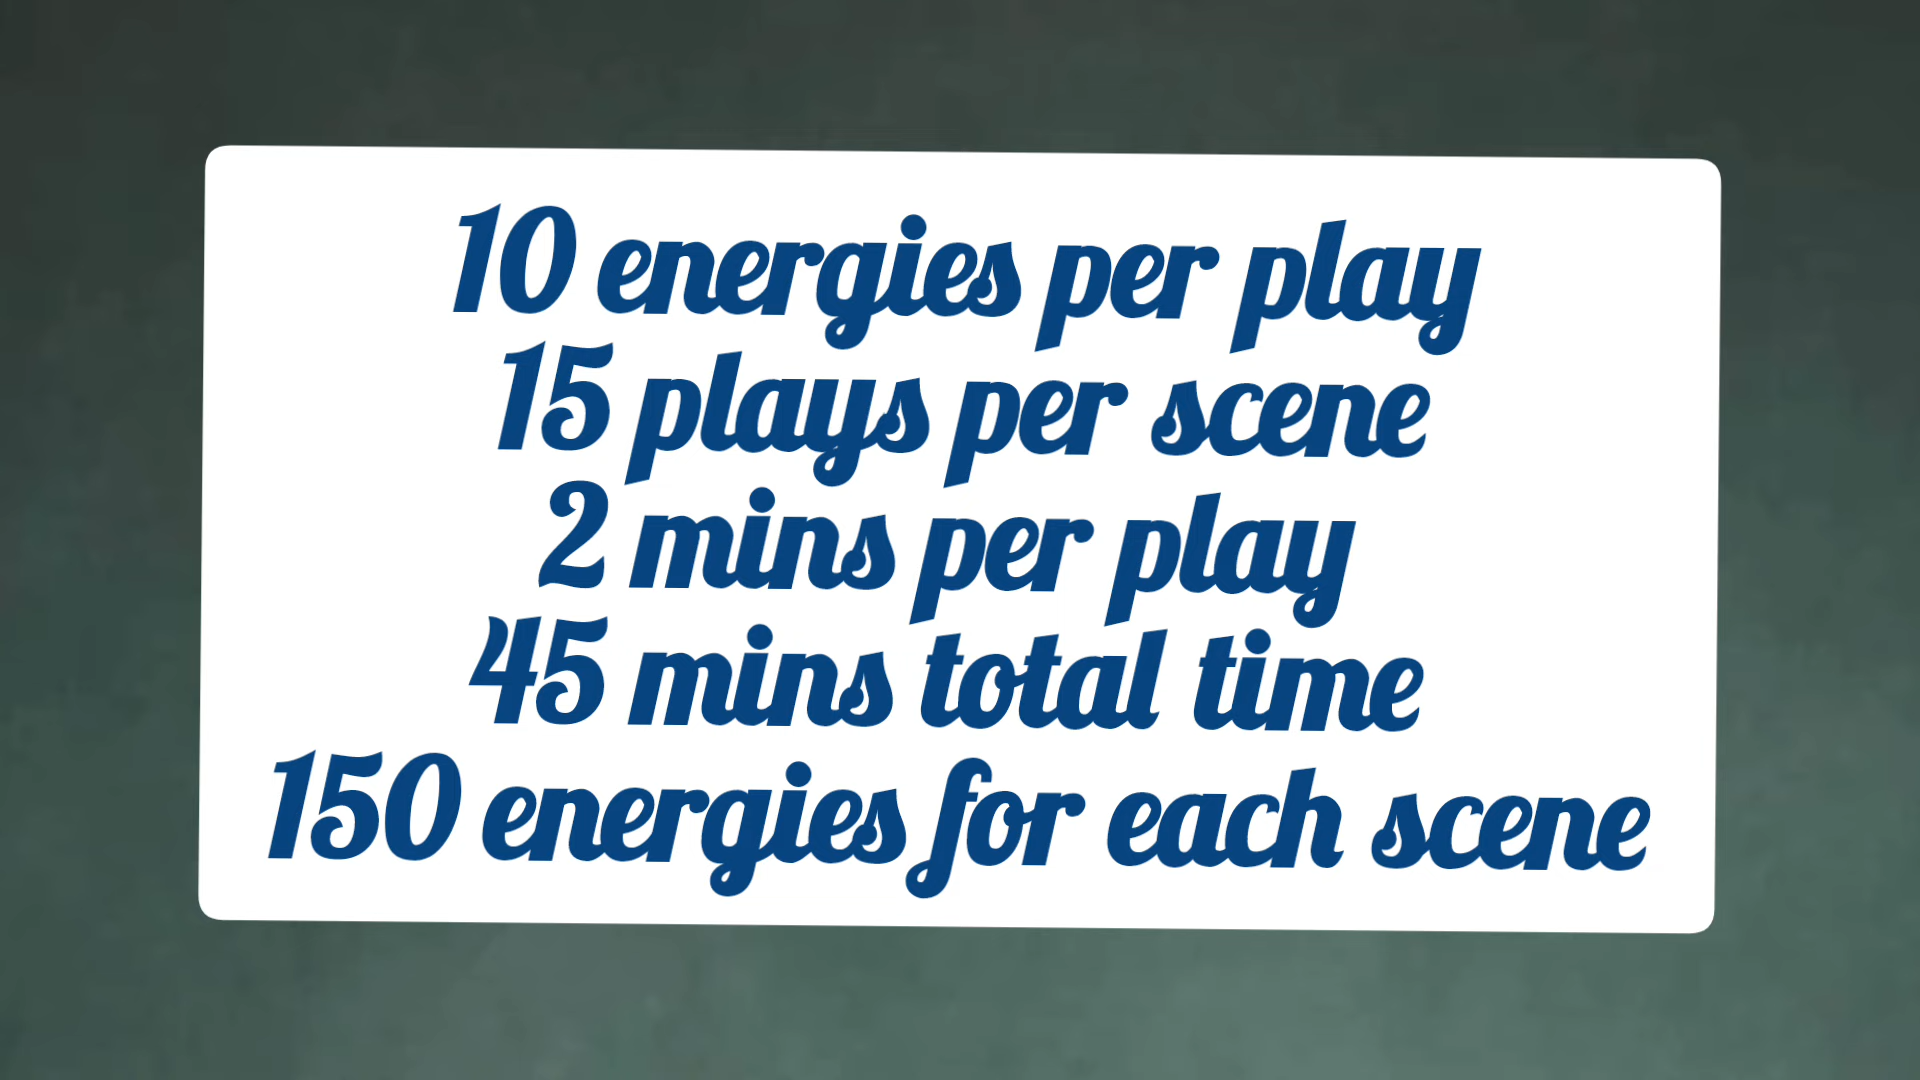 10 energies per play
15 plays per scene
2 mins per play
45 mins total time
150 energies for each scene